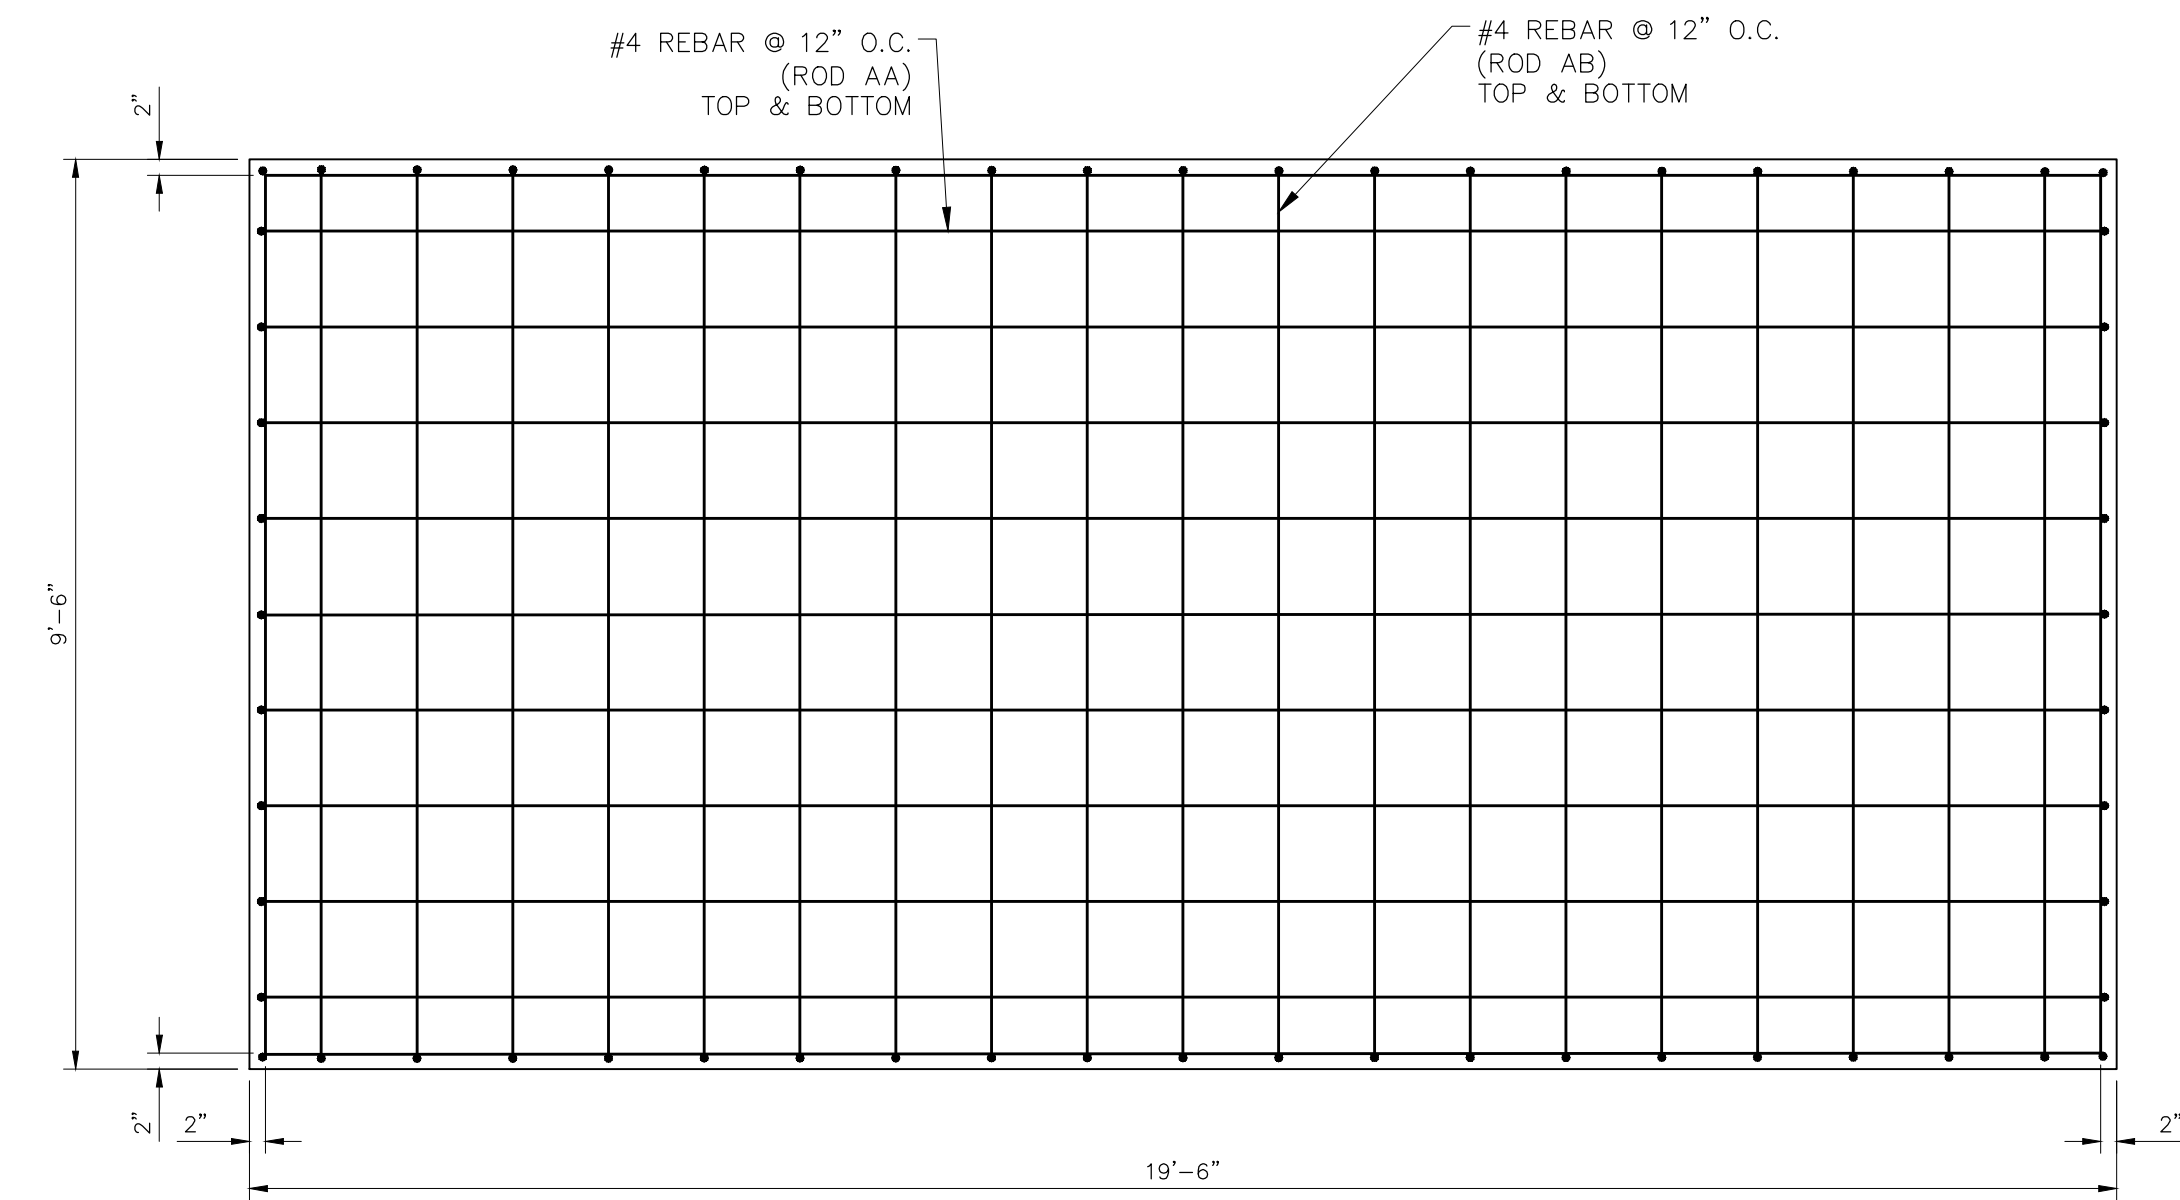 #4 REBAR @ 12” O.C.
(ROD AA)
TOP & BOTTOM
#4 REBAR @ 12” O.C.
(ROD AB)
TOP & BOTTOM
2”
9’–6”
2”
2”
2”
19’–6”